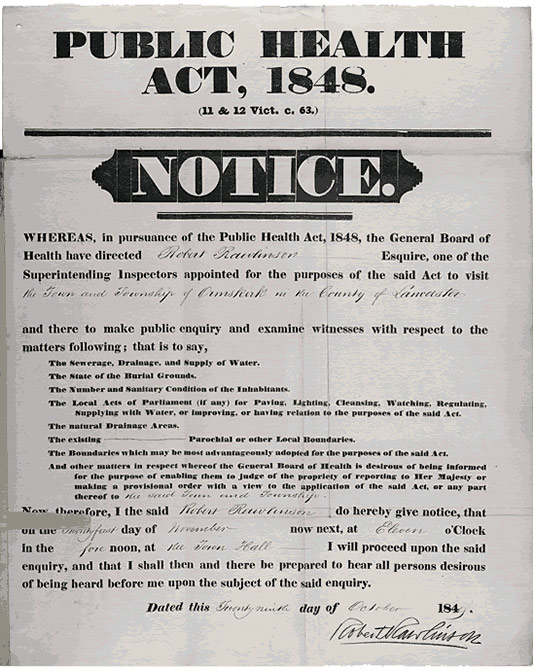 PUBLIC HEALTH
ACT, 1848.
(11 & 12 Vict. c. 63.)
NOTICE.
WHEREAS, in pursuance of the Public Health Act, 1848, the General Board of
Health have directed Robert Rawlinson Esquire, one of the
Superintending Inspectors appointed for the purposes of the said Act to visit
the Town and Township of Ormskirk in the County of Lancaster
and there to make public enquiry and examine witnesses with respect to the
matters following; that is to say,
The Sewerage, Drainage, and Supply of Water.
The State of the Burial Grounds.
The Number and Sanitary Condition of the Inhabitants.
The Local Acts of Parliament (if any) for Paving, Lighting, Cleansing, Watching, Regulating,
Supplying with Water, or improving, or having relation to the purposes of the said Act.
The natural Drainage Areas.
The existing ——— Parochial or other Local Boundaries.
The Boundaries which may be most advantageously adopted for the purposes of the said Act.
And other matters in respect whereof the General Board of Health is desirous of being informed
for the purpose of enabling them to judge of the propriety of reporting to Her Majesty or
making a provisional order with a view to the application of the said Act, or any part
thereof to the said Town and Township.
Now therefore, I the said Robert Rawlinson do hereby give notice, that
on the Twenty first day of November now next, at Eleven o'Clock
in the fore noon, at the Town Hall I will proceed upon the said
enquiry, and that I shall then and there be prepared to hear all persons desirous
of being heard before me upon the subject of the said enquiry.
Dated this Twenty ninth day of October 1849.
Robert Rawlinson